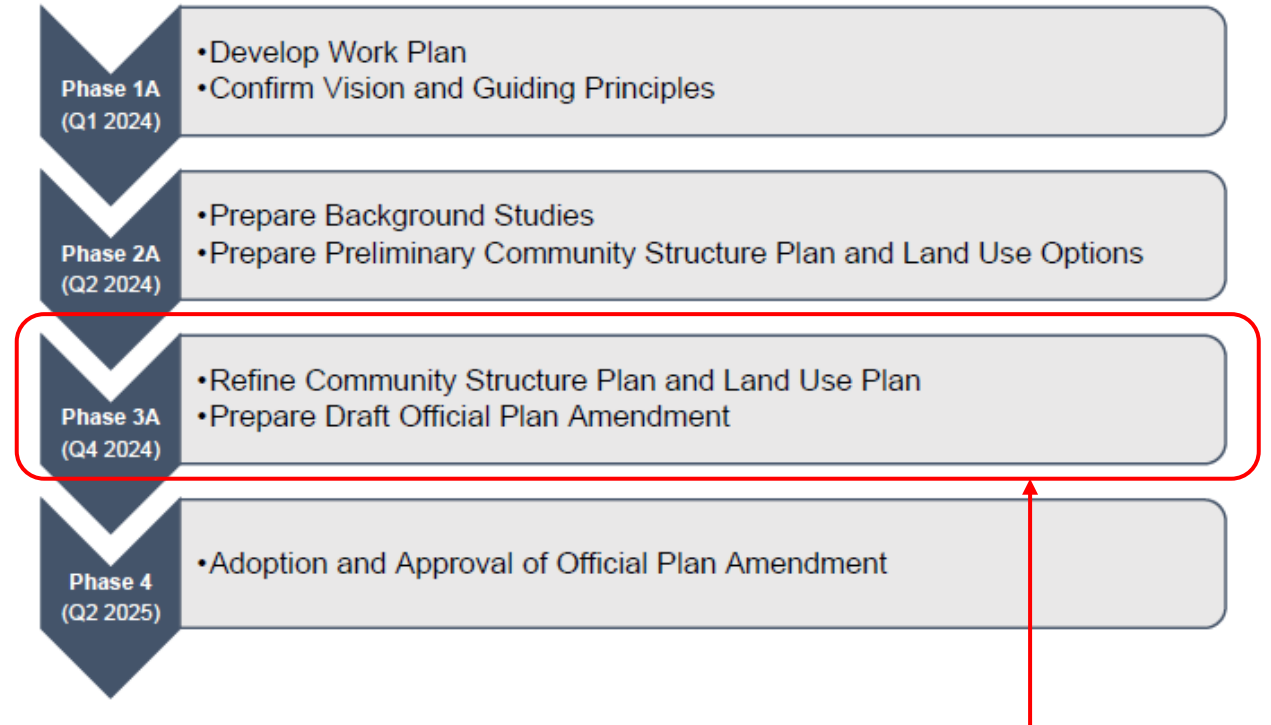 Phase 1A
(Q1 2024)
•Develop Work Plan
•Confirm Vision and Guiding Principles
Phase 2A
(Q2 2024)
•Prepare Background Studies
•Prepare Preliminary Community Structure Plan and Land Use Options
Phase 3A
(Q4 2024)
•Refine Community Structure Plan and Land Use Plan
•Prepare Draft Official Plan Amendment
Phase 4
(Q2 2025)
•Adoption and Approval of Official Plan Amendment